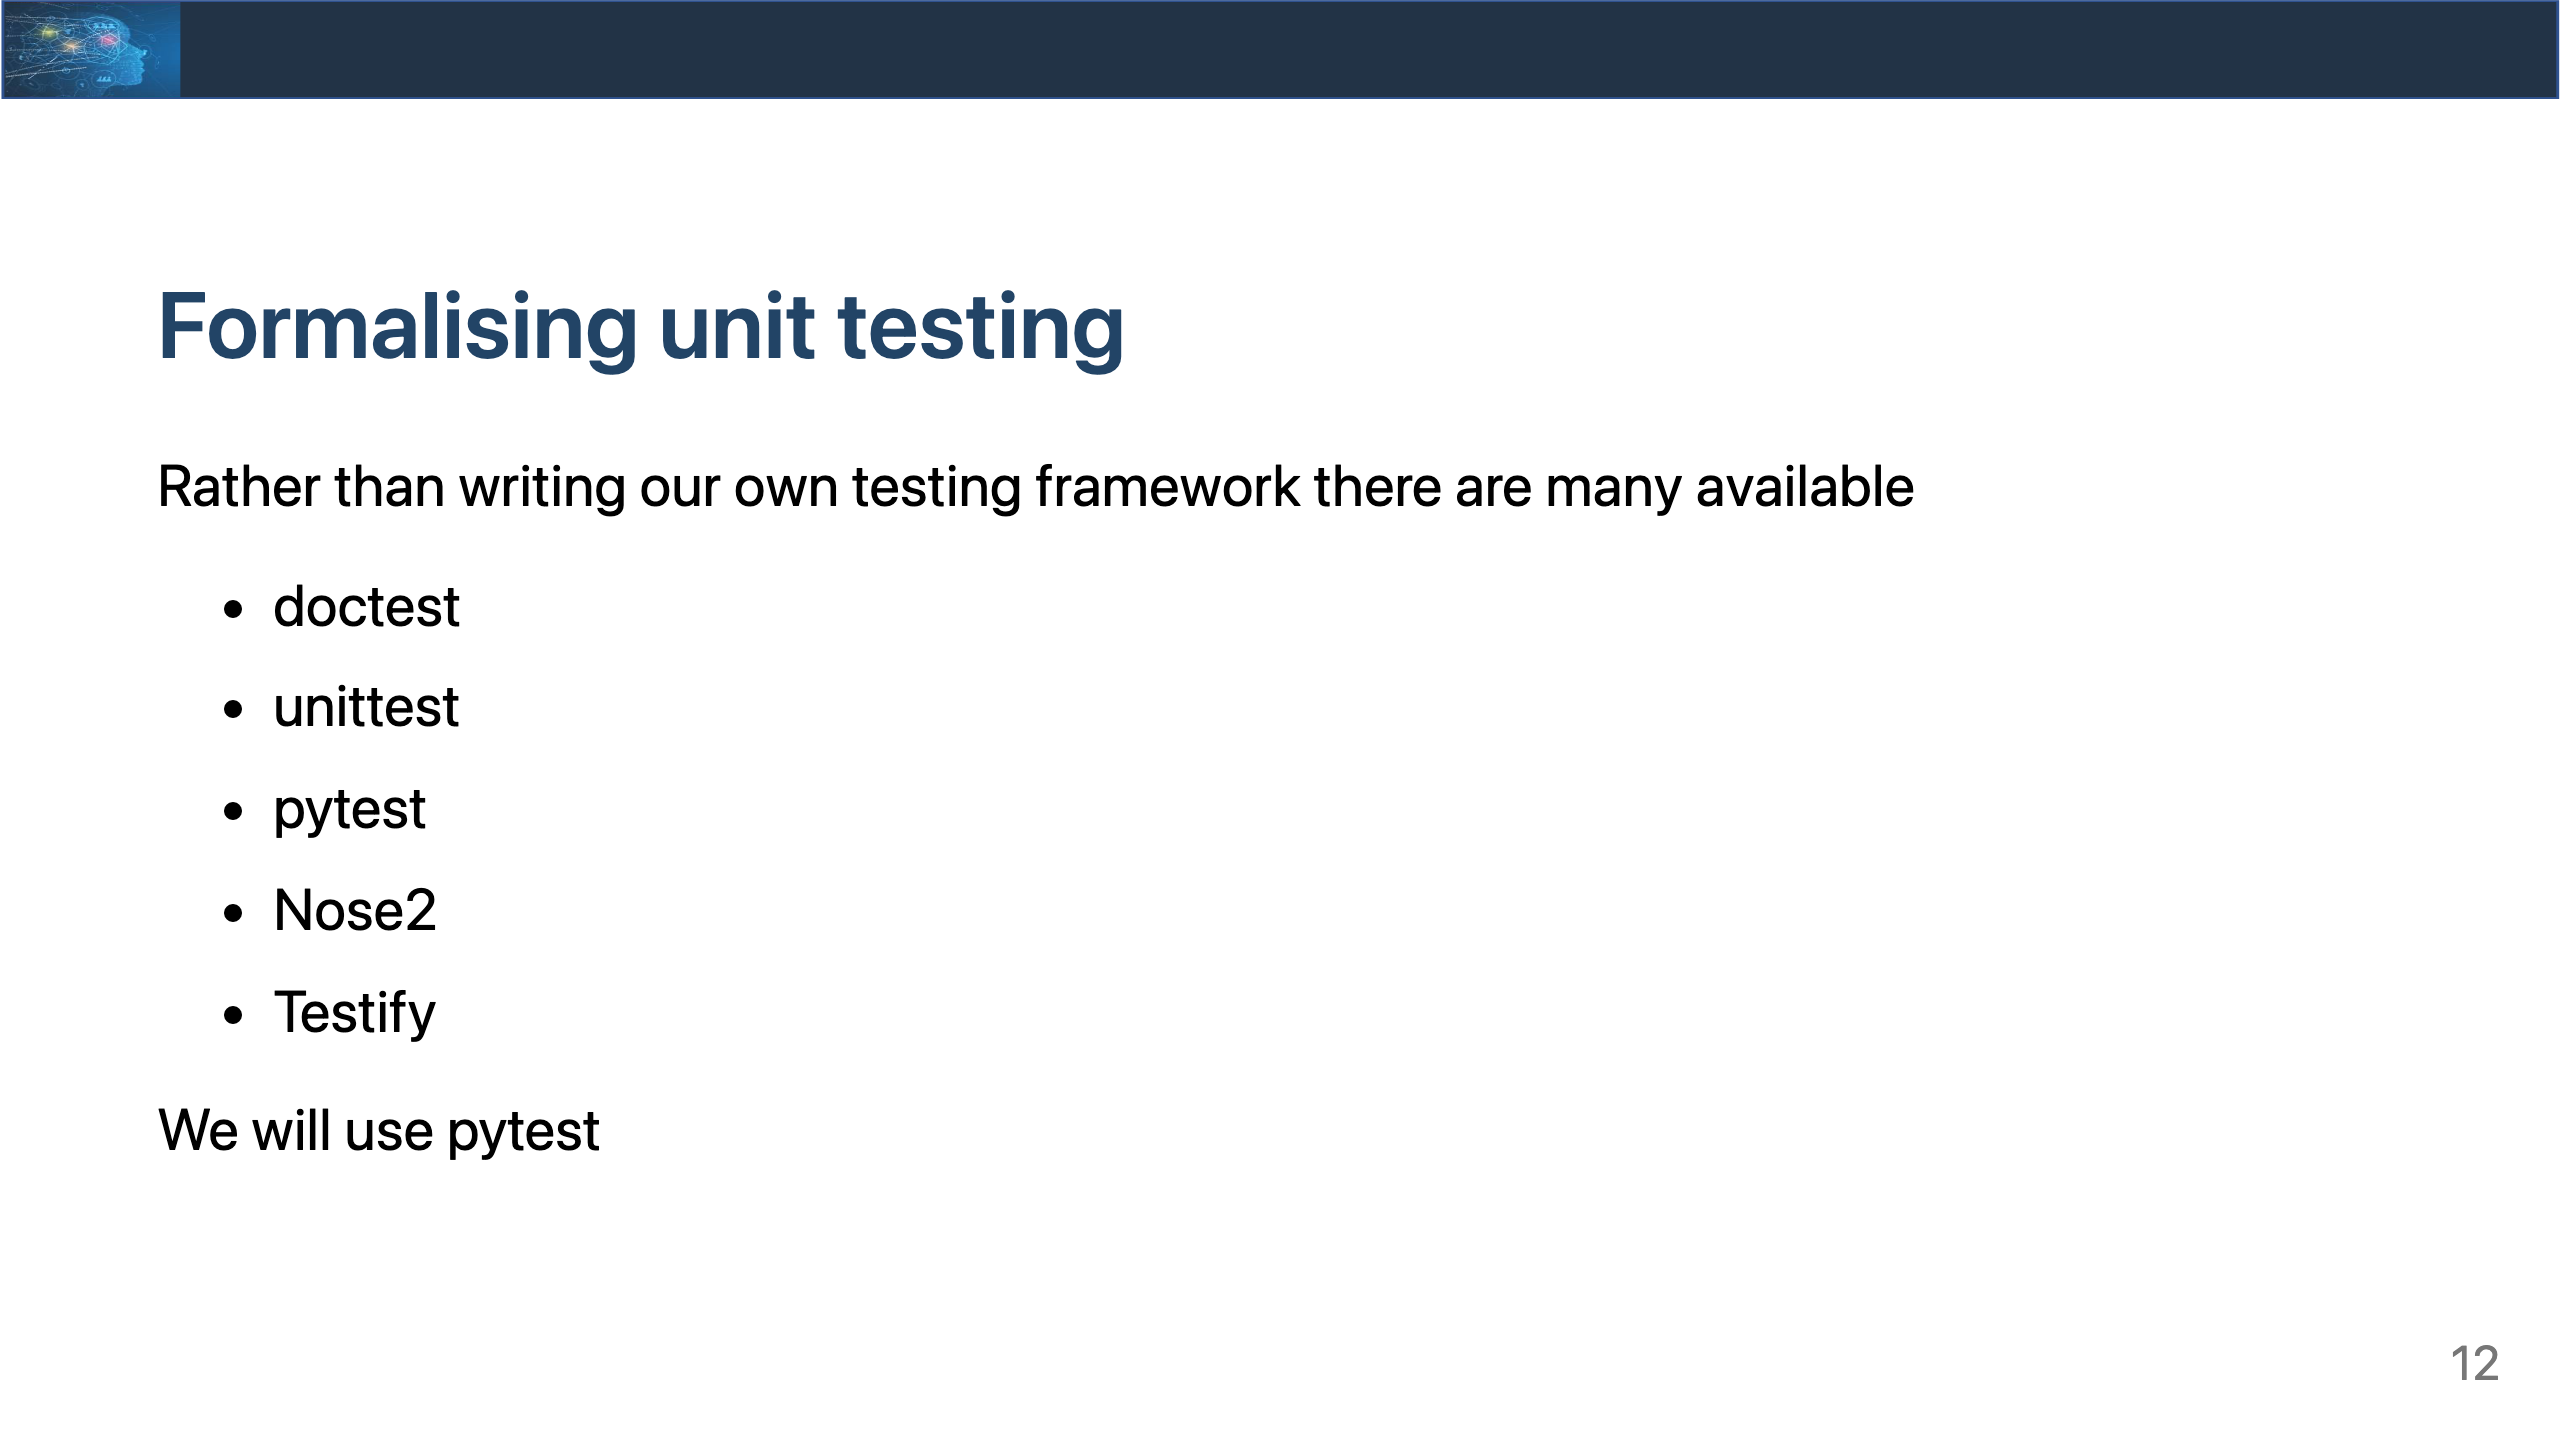 Formalising unit testing
Rather than writing our own testing framework there are many available
• doctest
• unittest
• pytest
• Nose2
• Testify
We will use pytest
12